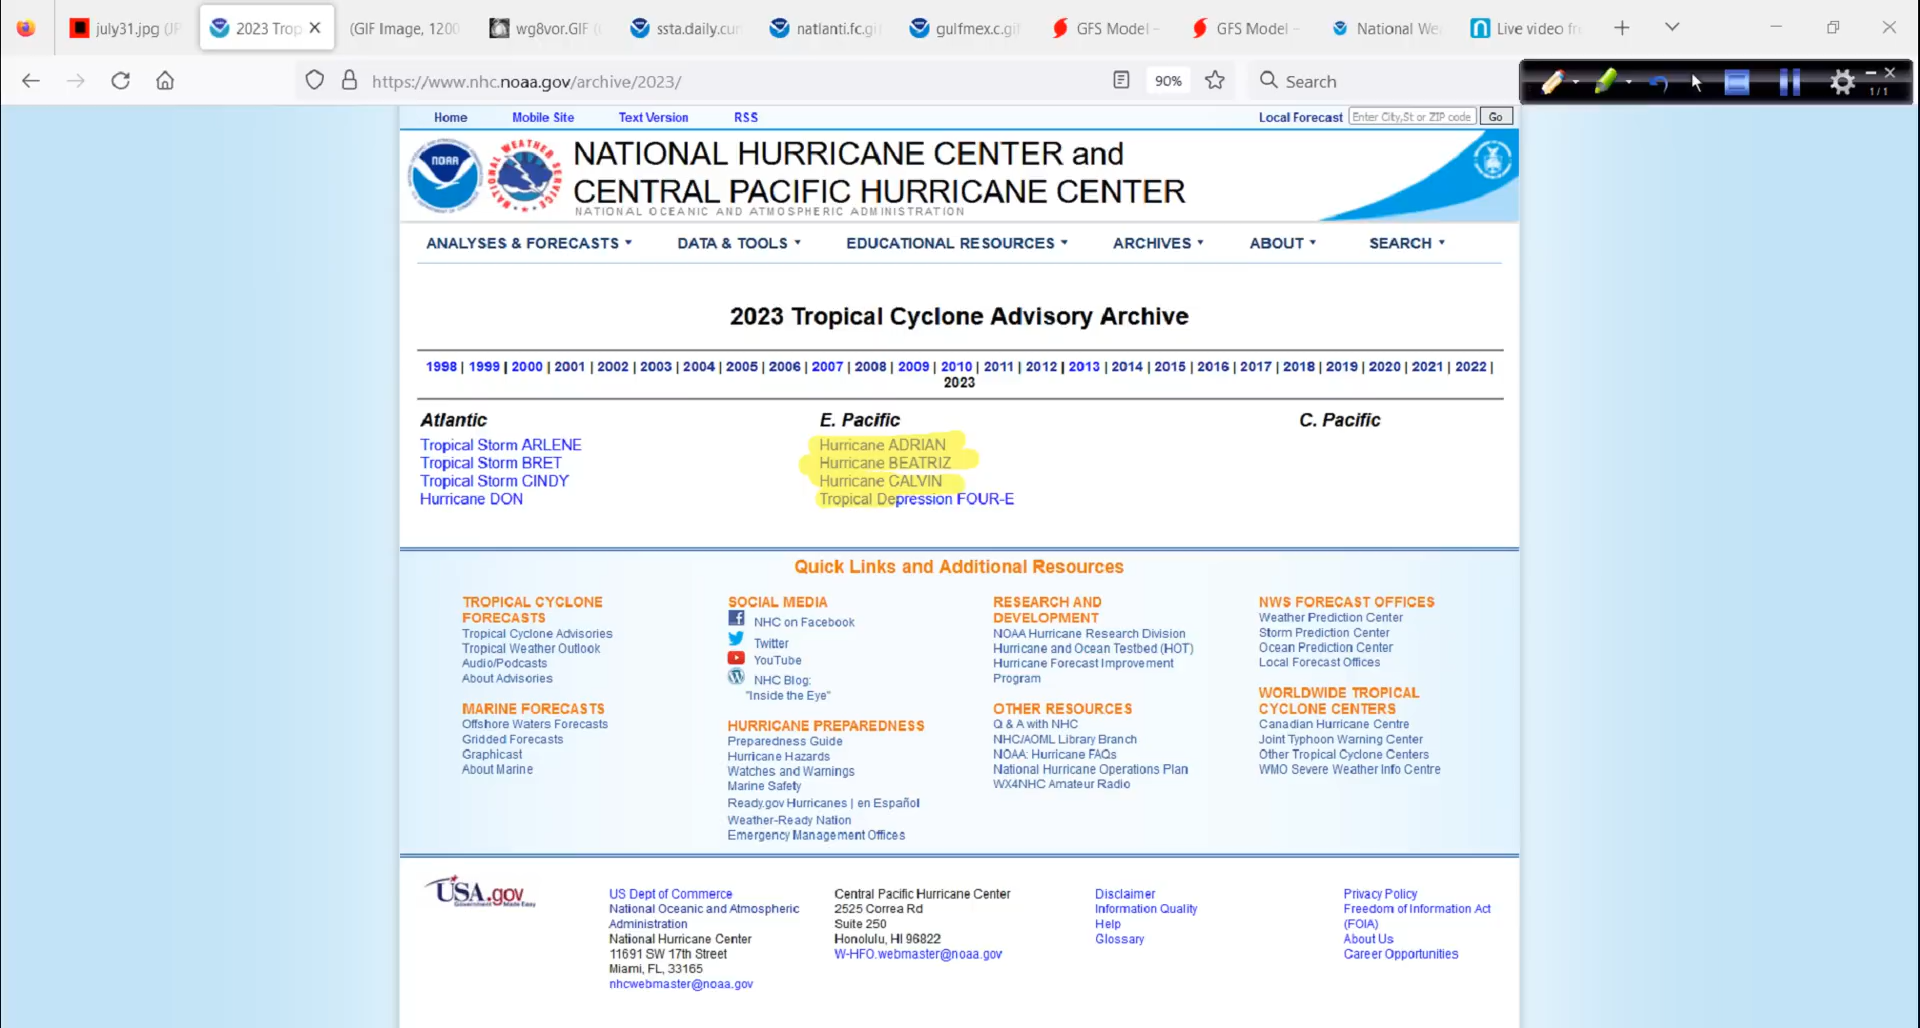 july31.jpg (JP
2023 Trop
(GIF Image, 1200
wg8vor.GIF (
ssta.daily.cur
natlanti.fc.gi
gulfmex.c.gi
GFS Model –
GFS Model –
National We
Live video fr
https://www.nhc.noaa.gov/archive/2023/
90%
Search
1/1
Home
Mobile Site
Text Version
RSS
Local Forecast
Enter City,St or ZIP code
Go
NOAA
NATIONAL WEATHER SERVICE
NATIONAL HURRICANE CENTER and
CENTRAL PACIFIC HURRICANE CENTER
NATIONAL OCEANIC AND ATMOSPHERIC ADMINISTRATION
ANALYSES & FORECASTS
DATA & TOOLS
EDUCATIONAL RESOURCES
ARCHIVES
ABOUT
SEARCH
2023 Tropical Cyclone Advisory Archive
1998 | 1999 | 2000 | 2001 | 2002 | 2003 | 2004 | 2005 | 2006 | 2007 | 2008 | 2009 | 2010 | 2011 | 2012 | 2013 | 2014 | 2015 | 2016 | 2017 | 2018 | 2019 | 2020 | 2021 | 2022 |
2023
Atlantic
Tropical Storm ARLENE
Tropical Storm BRET
Tropical Storm CINDY
Hurricane DON
E. Pacific
Hurricane ADRIAN
Hurricane BEATRIZ
Hurricane CALVIN
Tropical Depression FOUR-E
C. Pacific
Quick Links and Additional Resources
TROPICAL CYCLONE
FORECASTS
Tropical Cyclone Advisories
Tropical Weather Outlook
Audio/Podcasts
About Advisories
MARINE FORECASTS
Offshore Waters Forecasts
Gridded Forecasts
Graphicast
About Marine
SOCIAL MEDIA
NHC on Facebook
Twitter
YouTube
NHC Blog:
"Inside the Eye"
HURRICANE PREPAREDNESS
Preparedness Guide
Hurricane Hazards
Watches and Warnings
Marine Safety
Ready.gov Hurricanes | en Español
Weather-Ready Nation
Emergency Management Offices
RESEARCH AND
DEVELOPMENT
NOAA Hurricane Research Division
Hurricane and Ocean Testbed (HOT)
Hurricane Forecast Improvement
Program
OTHER RESOURCES
Q & A with NHC
NHC/AOML Library Branch
NOAA: Hurricane FAQs
National Hurricane Operations Plan
WX4NHC Amateur Radio
NWS FORECAST OFFICES
Weather Prediction Center
Storm Prediction Center
Ocean Prediction Center
Local Forecast Offices
WORLDWIDE TROPICAL
CYCLONE CENTERS
Canadian Hurricane Centre
Joint Typhoon Warning Center
Other Tropical Cyclone Centers
WMO Severe Weather Info Centre
USA.gov
Government Made Easy
US Dept of Commerce
National Oceanic and Atmospheric
Administration
National Hurricane Center
11691 SW 17th Street
Miami, FL, 33165
nhcwebmaster@noaa.gov
Central Pacific Hurricane Center
2525 Correa Rd
Suite 250
Honolulu, HI 96822
W-HFO.webmaster@noaa.gov
Disclaimer
Information Quality
Help
Glossary
Privacy Policy
Freedom of Information Act
(FOIA)
About Us
Career Opportunities